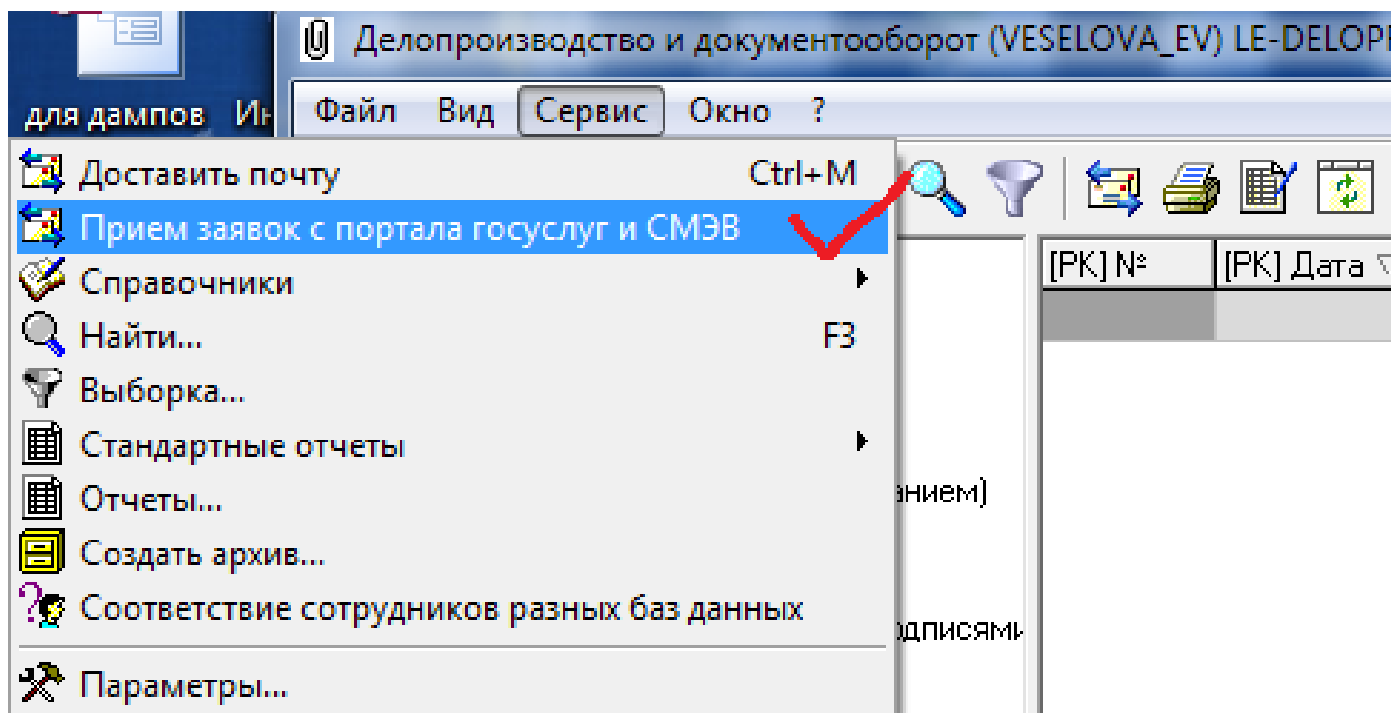 Делопроизводство и документооборот (VESELOVA_EV) LE-DELOP
для дампов
Файл Вид Сервис Окно ?
Доставить почту Ctrl+M
Прием заявок с портала госуслуг и СМЭВ
Справочники
Найти... F3
Выборка...
Стандартные отчеты
Отчеты...
Создать архив...
Соответствие сотрудников разных баз данных
Параметры...
[РК] № [РК] Дата
анием)
одписями